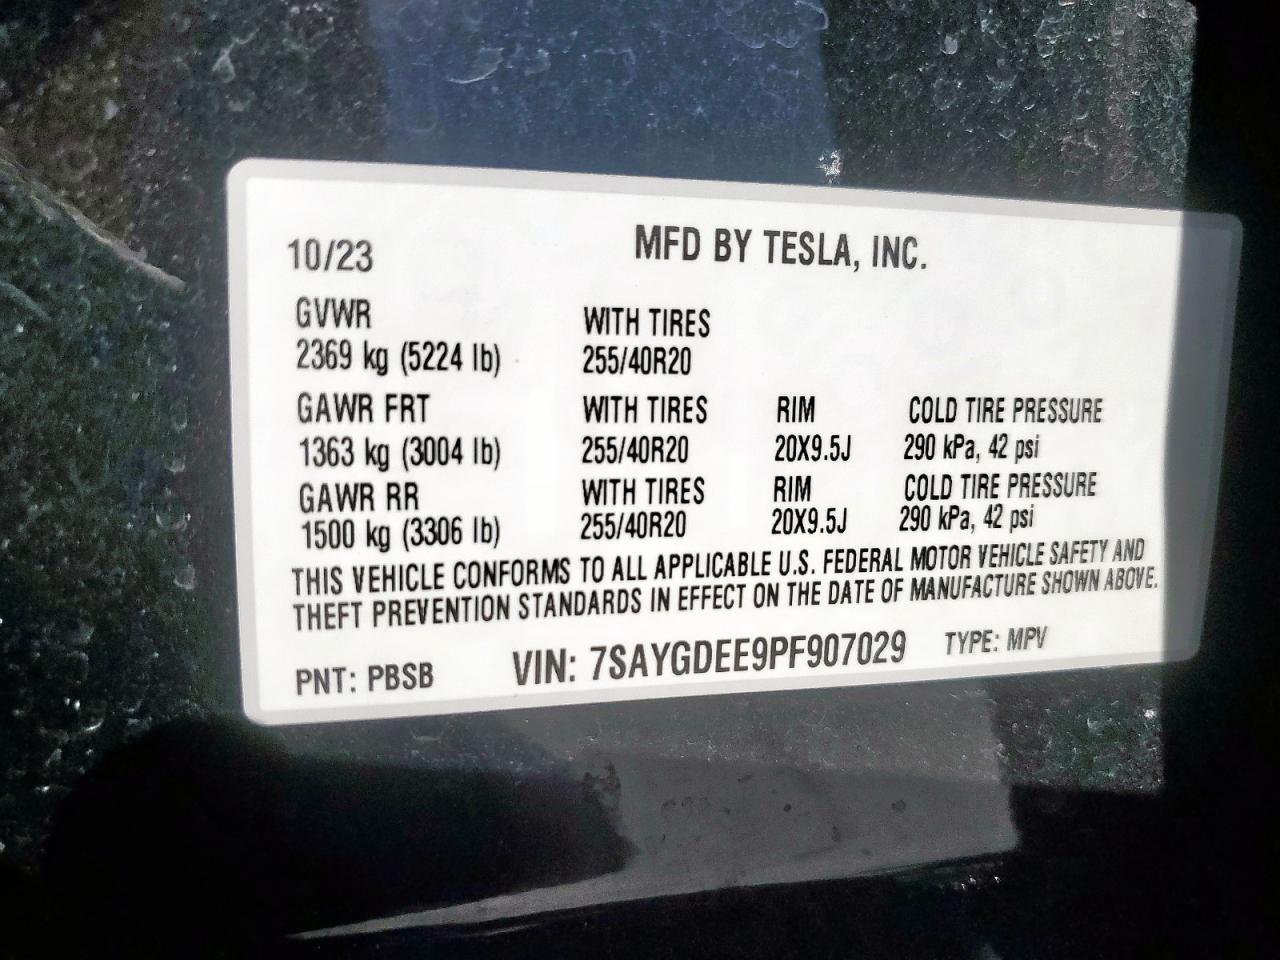 10/23 MFD BY TESLA, INC.
GVWR WITH TIRES
2369 kg (5224 lb) 255/40R20
GAWR FRT WITH TIRES RIM COLD TIRE PRESSURE
1363 kg (3004 lb) 255/40R20 20X9.5J 290 kPa, 42 psi
GAWR RR WITH TIRES RIM COLD TIRE PRESSURE
1500 kg (3306 lb) 255/40R20 20X9.5J 290 kPa, 42 psi
THIS VEHICLE CONFORMS TO ALL APPLICABLE U.S. FEDERAL MOTOR VEHICLE SAFETY AND
THEFT PREVENTION STANDARDS IN EFFECT ON THE DATE OF MANUFACTURE SHOWN ABOVE.
PNT: PBSB VIN: 7SAYGDEE9PF907029 TYPE: MPV